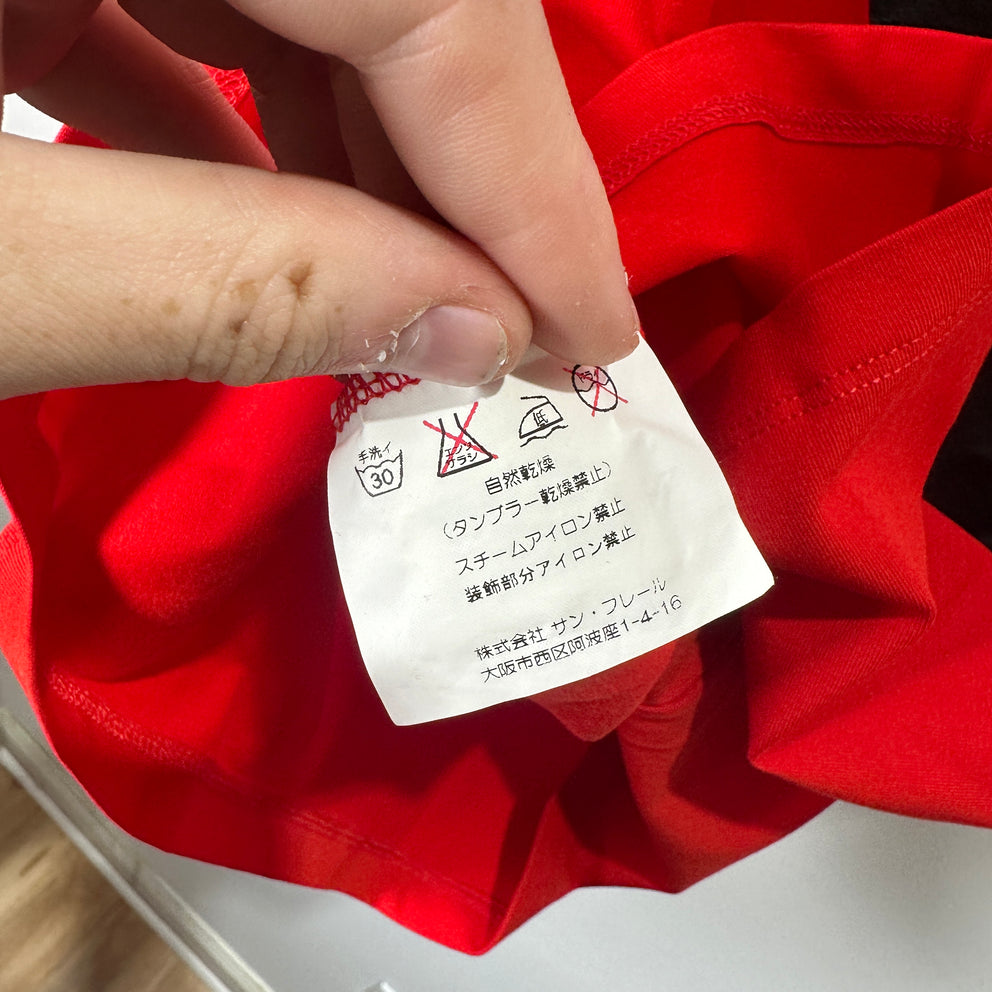 手洗イ
30
エンソ
サラシ
低
ドライ
自然乾燥
（タンブラー乾燥禁止）
スチームアイロン禁止
装飾部分アイロン禁止
株式会社 サン・フレール
大阪市西区阿波座1-4-16